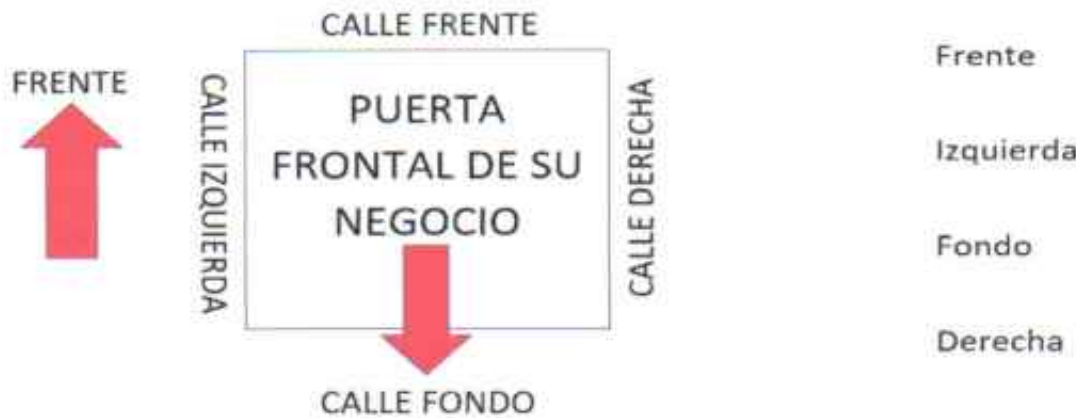 CALLE FRENTE
FRENTE
CALLE IZQUIERDA
PUERTA
FRONTAL DE SU
NEGOCIO
CALLE DERECHA
CALLE FONDO
Frente
Izquierda
Fondo
Derecha